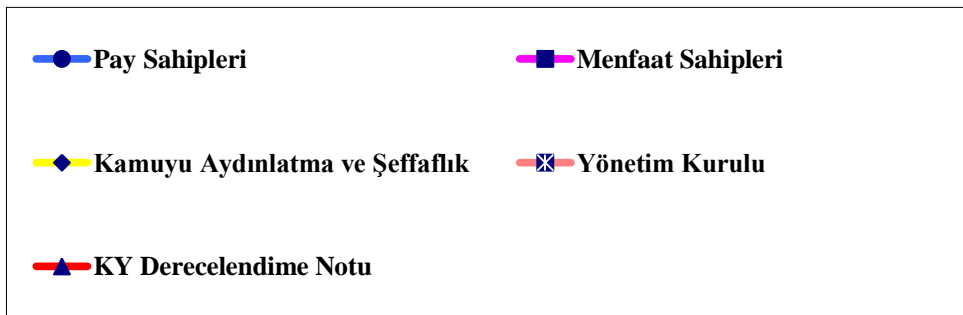 Pay Sahipleri
Menfaat Sahipleri
Kamuyu Aydınlatma ve Şeffaflık
Yönetim Kurulu
KY Derecelendime Notu